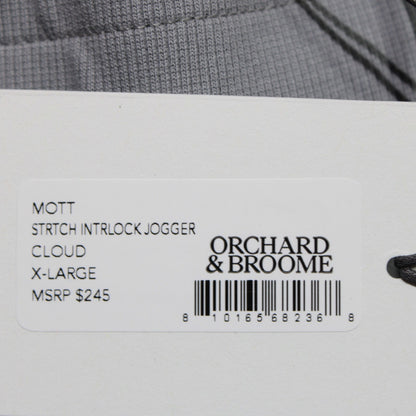 MOTT
STRTCH INTRLOCK JOGGER
CLOUD
X-LARGE
MSRP $245
ORCHARD
& BROOME
8 10165 68236 8